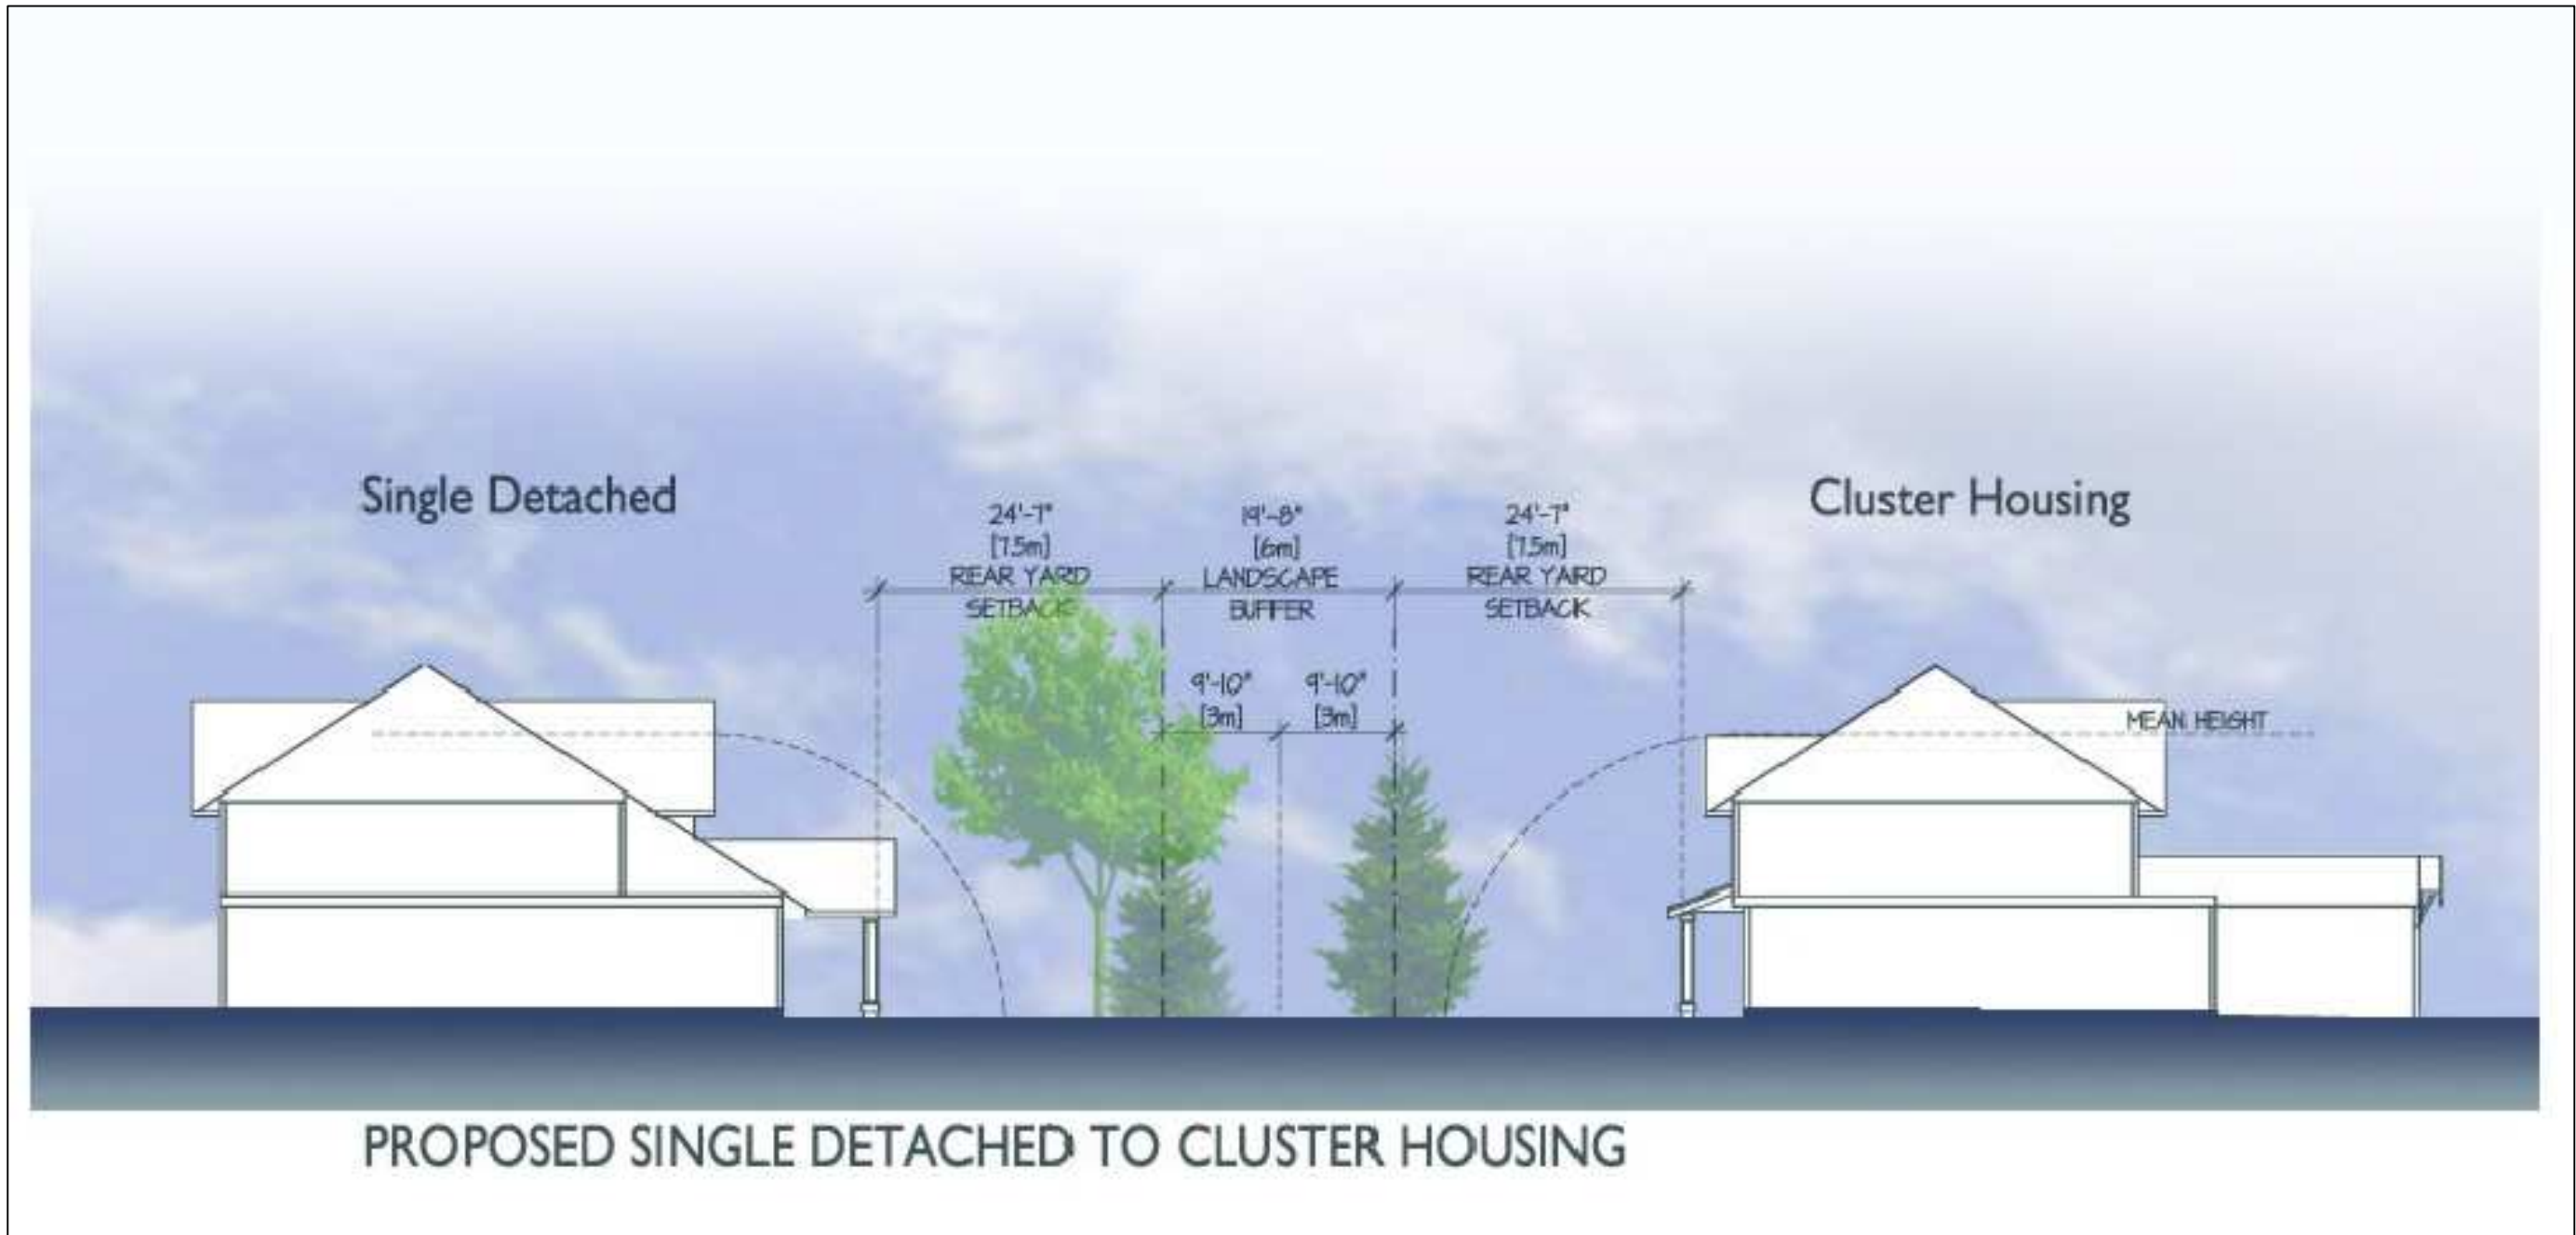 Single Detached
Cluster Housing
24'-7"
[7.5m]
REAR YARD
SETBACK
19'-8"
[6m]
LANDSCAPE
BUFFER
24'-7"
[7.5m]
REAR YARD
SETBACK
9'-10"
[3m]
9'-10"
[3m]
MEAN HEIGHT
PROPOSED SINGLE DETACHED TO CLUSTER HOUSING